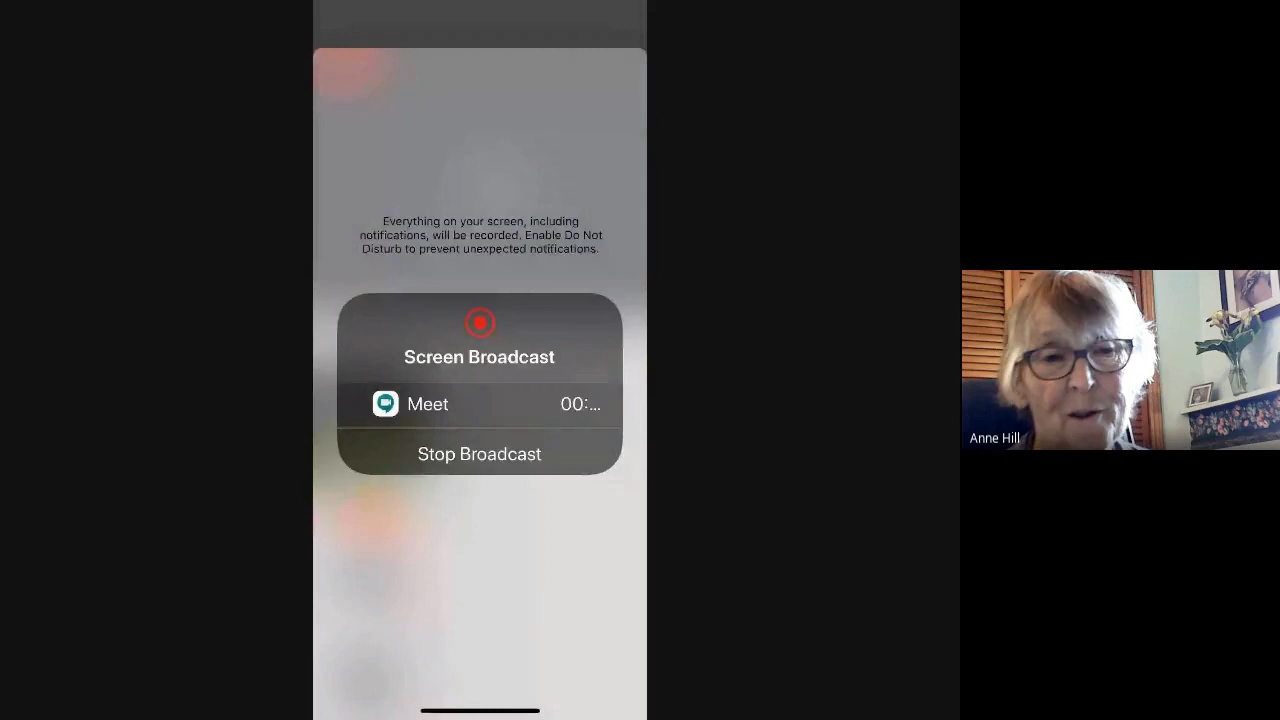 Everything on your screen, including
notifications, will be recorded. Enable Do Not
Disturb to prevent unexpected notifications.
Screen Broadcast
Meet 00:...
Stop Broadcast
Anne Hill